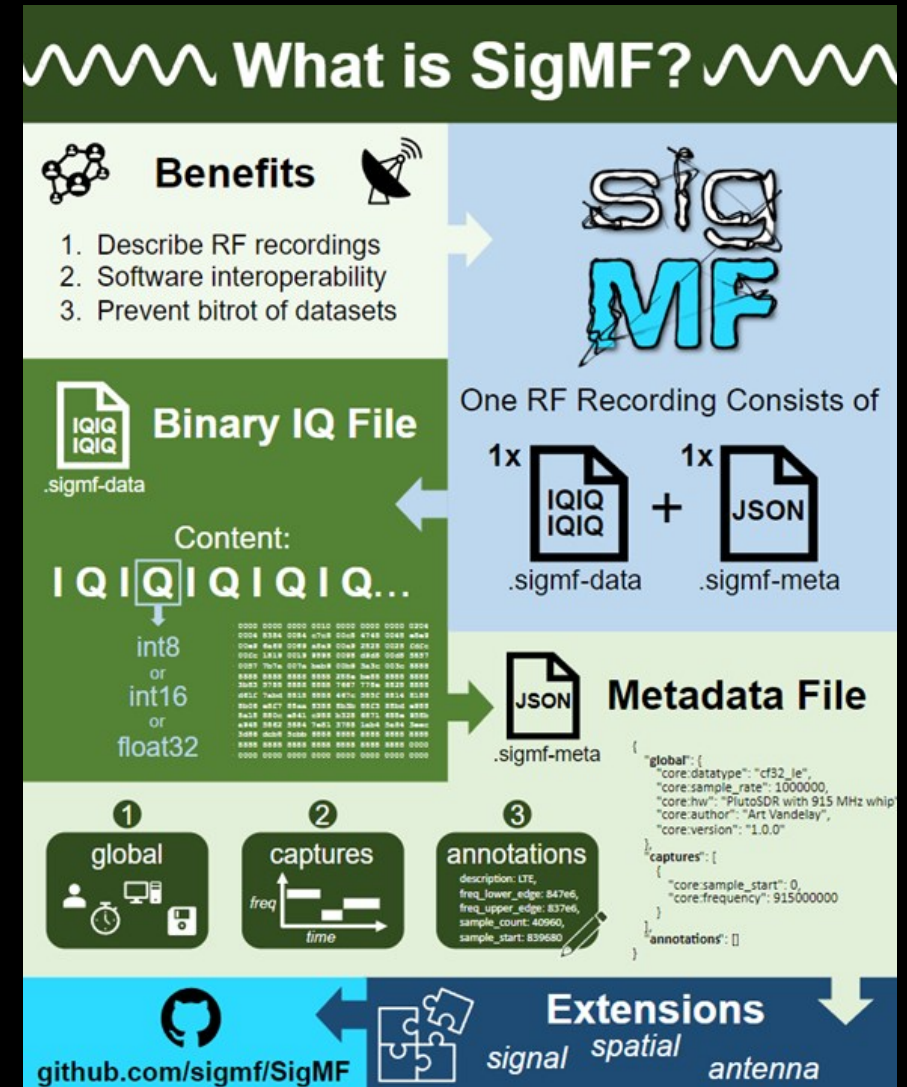 What is SigMF?
Benefits
1. Describe RF recordings
2. Software interoperability
3. Prevent bitrot of datasets
sig
MF
One RF Recording Consists of
1x
IQIQ
IQIQ
.sigmf-data
+
1x
JSON
.sigmf-meta
IQIQ
IQIQ
.sigmf-data
Binary IQ File
Content:
I Q I Q I Q I Q I Q...
int8
or
int16
or
float32
JSON
.sigmf-meta
Metadata File
{
"global": {
"core:datatype": "cf32_le",
"core:sample_rate": 1000000,
"core:hw": "PlutoSDR with 915 MHz whip"
"core:author": "Art Vandelay",
"core:version": "1.0.0"
},
"captures": [
{
"core:sample_start": 0,
"core:frequency": 915000000
}
],
"annotations": []
}
1
global
2
captures
freq
time
3
annotations
description: LTE,
freq_lower_edge: 847e6,
freq_upper_edge: 837e6,
sample_count: 40960,
sample_start: 839680
github.com/sigmf/SigMF
Extensions
signal
spatial
antenna